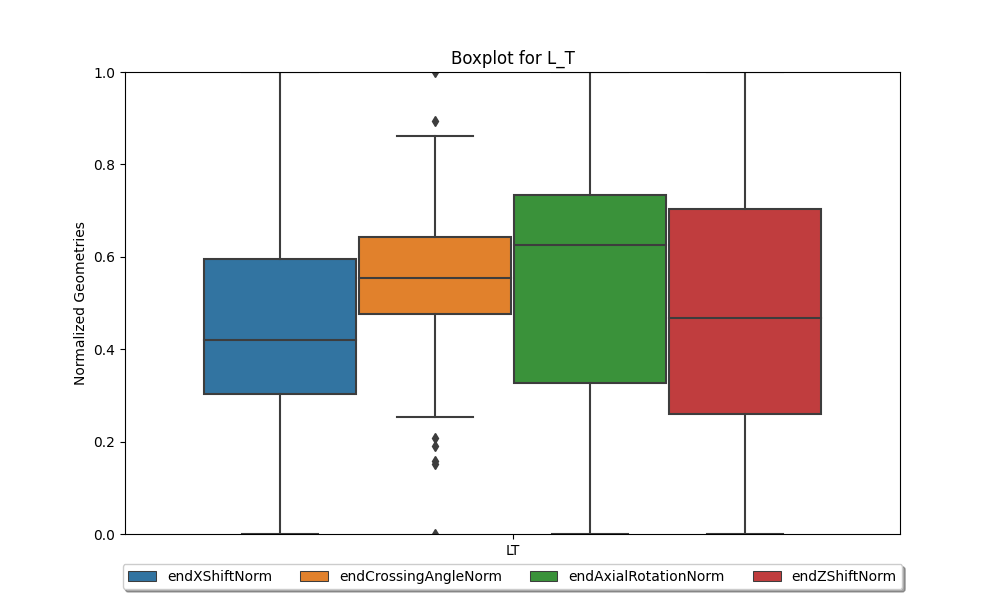 Boxplot for L_T
Normalized Geometries
1.0
0.8
0.6
0.4
0.2
0.0
LT
endXShiftNorm endCrossingAngleNorm endAxialRotationNorm endZShiftNorm